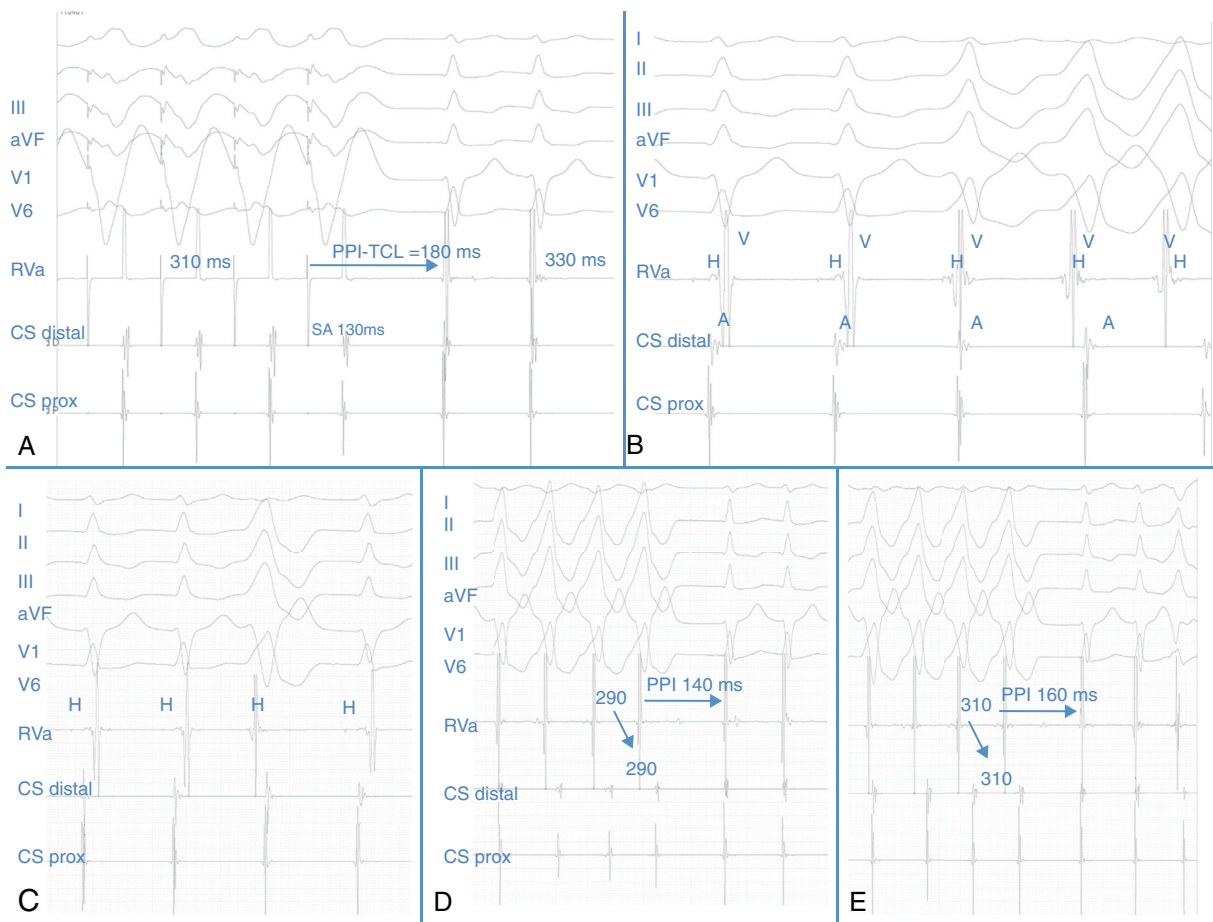 III
aVF
V1
V6
RVa
CS distal
CS prox
310 ms
PPI-TCL =180 ms
330 ms
SA 130ms
A
I
II
III
aVF
V1
V6
RVa
CS distal
CS prox
V
V
V
V
V
H
H
H
H
H
A
A
A
A
B
I
II
III
aVF
V1
V6
H
H
H
H
RVa
CS distal
CS prox
C
I
II
III
aVF
V1
V6
RVa
CS distal
CS prox
290
PPI 140 ms
290
D
310
PPI 160 ms
310
E